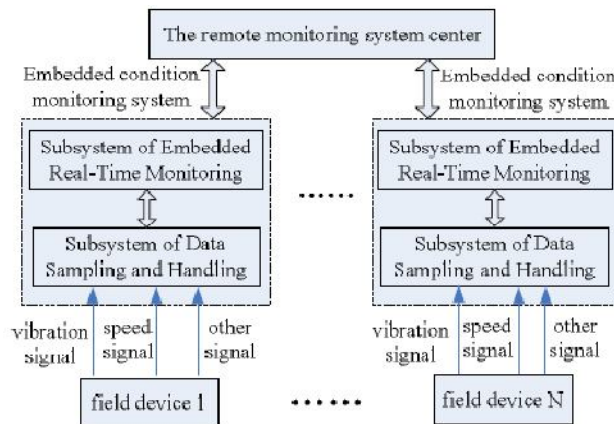 The remote monitoring system center
Embedded condition
monitoring system
Embedded condition
monitoring system
Subsystem of Embedded
Real-Time Monitoring
Subsystem of Embedded
Real-Time Monitoring
......
Subsystem of Data
Sampling and Handling
Subsystem of Data
Sampling and Handling
vibration
signal
speed
signal
other
signal
vibration
signal
speed
signal
other
signal
field device 1
......
field device N